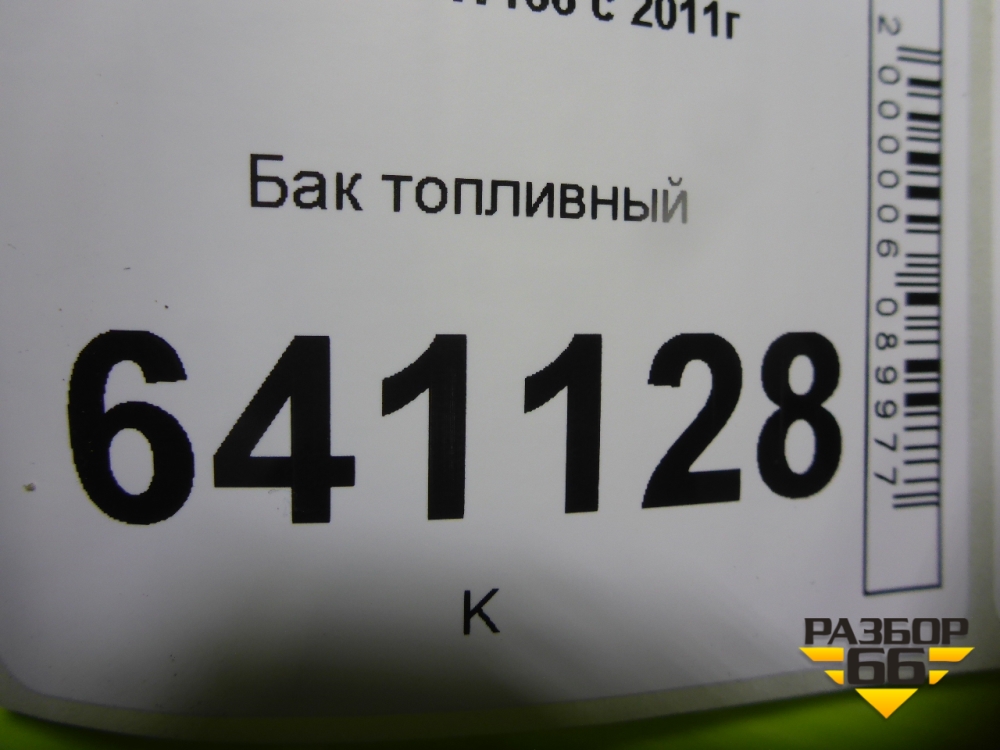 с 2011г
Бак топливный
641128
К
2000006089977
РАЗБОР
66